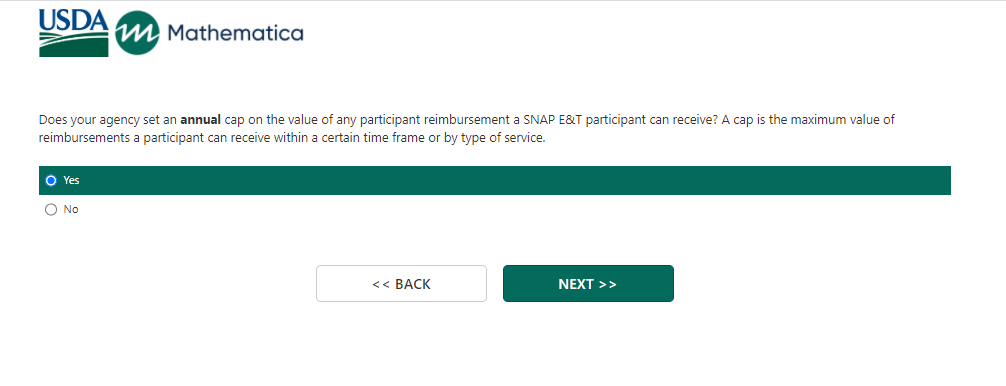 USDA
m Mathematica
Does your agency set an annual cap on the value of any participant reimbursement a SNAP E&T participant can receive? A cap is the maximum value of
reimbursements a participant can receive within a certain time frame or by type of service.
Yes
No
<< BACK
NEXT >>